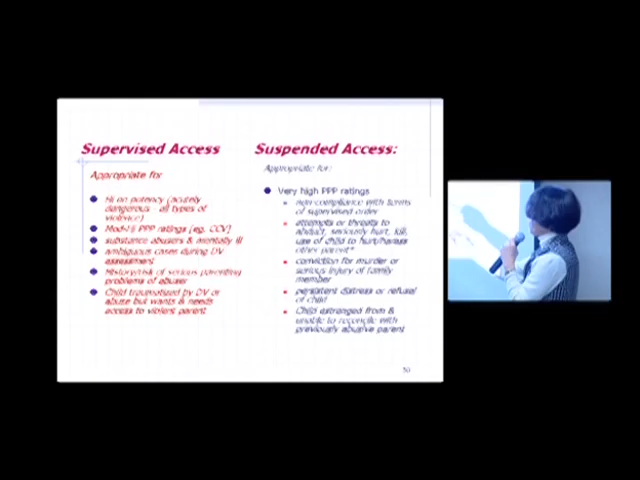 Supervised Access
Appropriate for
Hi on potency (acutely
dangerous - all types of
violence)
Mod-Hi PPP ratings (eg. CCV)
substance abusers & mentally ill
ambiguous cases during DV
assessment
History/risk of serious parenting
problems of abuser
Child traumatized by DV or
abuse but wants & needs
access to violent parent
Suspended Access:
Appropriate for:
Very high PPP ratings
non-compliance with terms
of supervised order
attempts or threats to
abduct, seriously hurt, kill,
use of child to hurt/harass
other parent*
conviction for murder or
serious injury of family
member
persistent distress or refusal
of child
Child estranged from &
unable to reconcile with
previously abusive parent
50